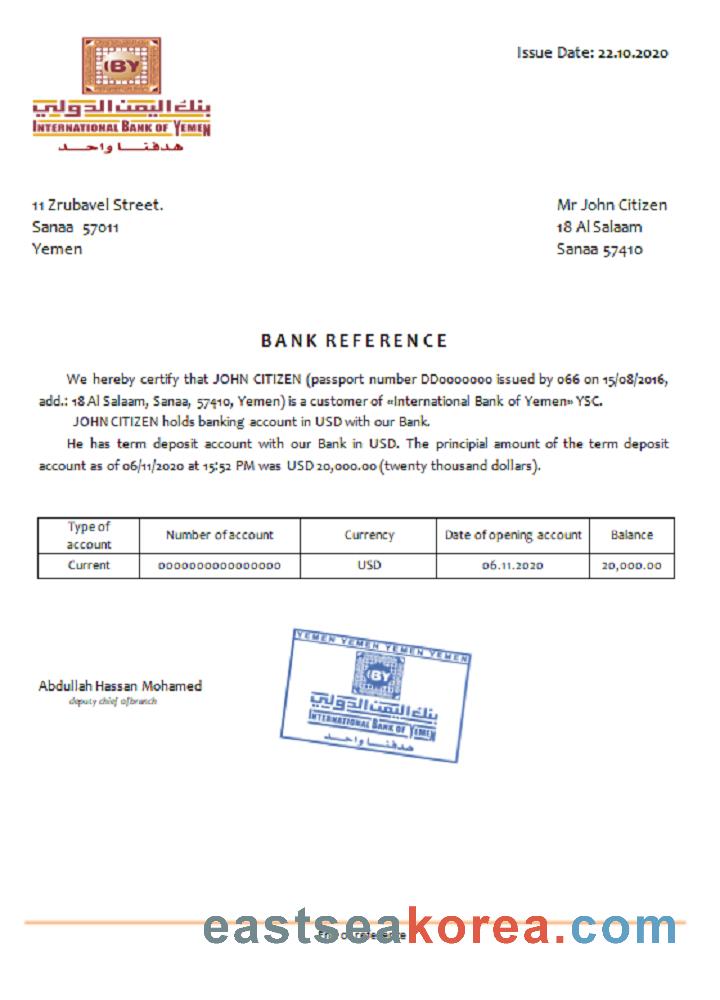 Issue Date: 22.10.2020
IBY
بنك اليمن الدولي
INTERNATIONAL BANK OF YEMEN
هدفنا واحد
11 Zrubavel Street.
Sanaa 57011
Yemen
Mr John Citizen
18 Al Salaam
Sanaa 57410
BANK REFERENCE
We hereby certify that JOHN CITIZEN (passport number DD0000000 issued by 066 on 15/08/2016,
add.: 18 Al Salaam, Sanaa, 57410, Yemen) is a customer of «International Bank of Yemen» YSC.
JOHN CITIZEN holds banking account in USD with our Bank.
He has term deposit account with our Bank in USD. The principial amount of the term deposit
account as of 06/11/2020 at 15:52 PM was USD 20,000.00 (twenty thousand dollars).
Type of account Number of account Currency Date of opening account Balance
Current 0000000000000000 USD 06.11.2020 20,000.00
YEMEN YEMEN YEMEN YEMEN
IBY
بنك اليمن الدولي
INTERNATIONAL BANK OF YEMEN
هدفنا واحد
Abdullah Hassan Mohamed
deputy chief of branch
eastseakorea.com